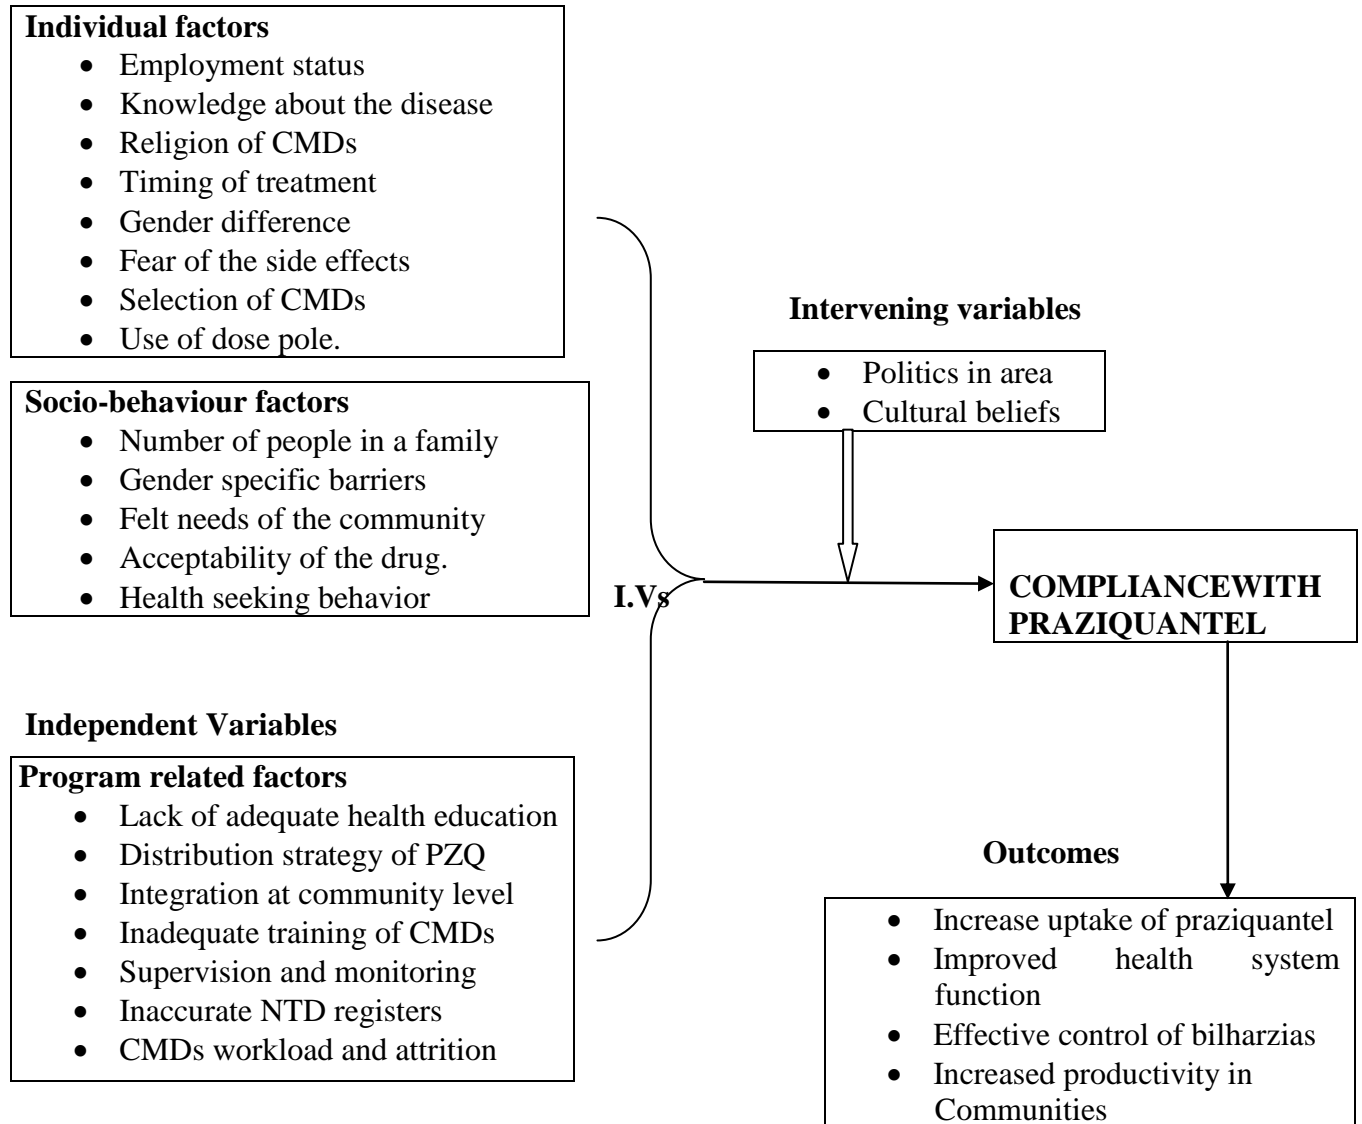 Individual factors
• Employment status
• Knowledge about the disease
• Religion of CMDs
• Timing of treatment
• Gender difference
• Fear of the side effects
• Selection of CMDs
• Use of dose pole.
Socio-behaviour factors
• Number of people in a family
• Gender specific barriers
• Felt needs of the community
• Acceptability of the drug.
• Health seeking behavior
Independent Variables
Program related factors
• Lack of adequate health education
• Distribution strategy of PZQ
• Integration at community level
• Inadequate training of CMDs
• Supervision and monitoring
• Inaccurate NTD registers
• CMDs workload and attrition
I.Vs
Intervening variables
• Politics in area
• Cultural beliefs
COMPLIANCEWITH
PRAZIQUANTEL
Outcomes
• Increase uptake of praziquantel
• Improved health system
function
• Effective control of bilharzias
• Increased productivity in
Communities